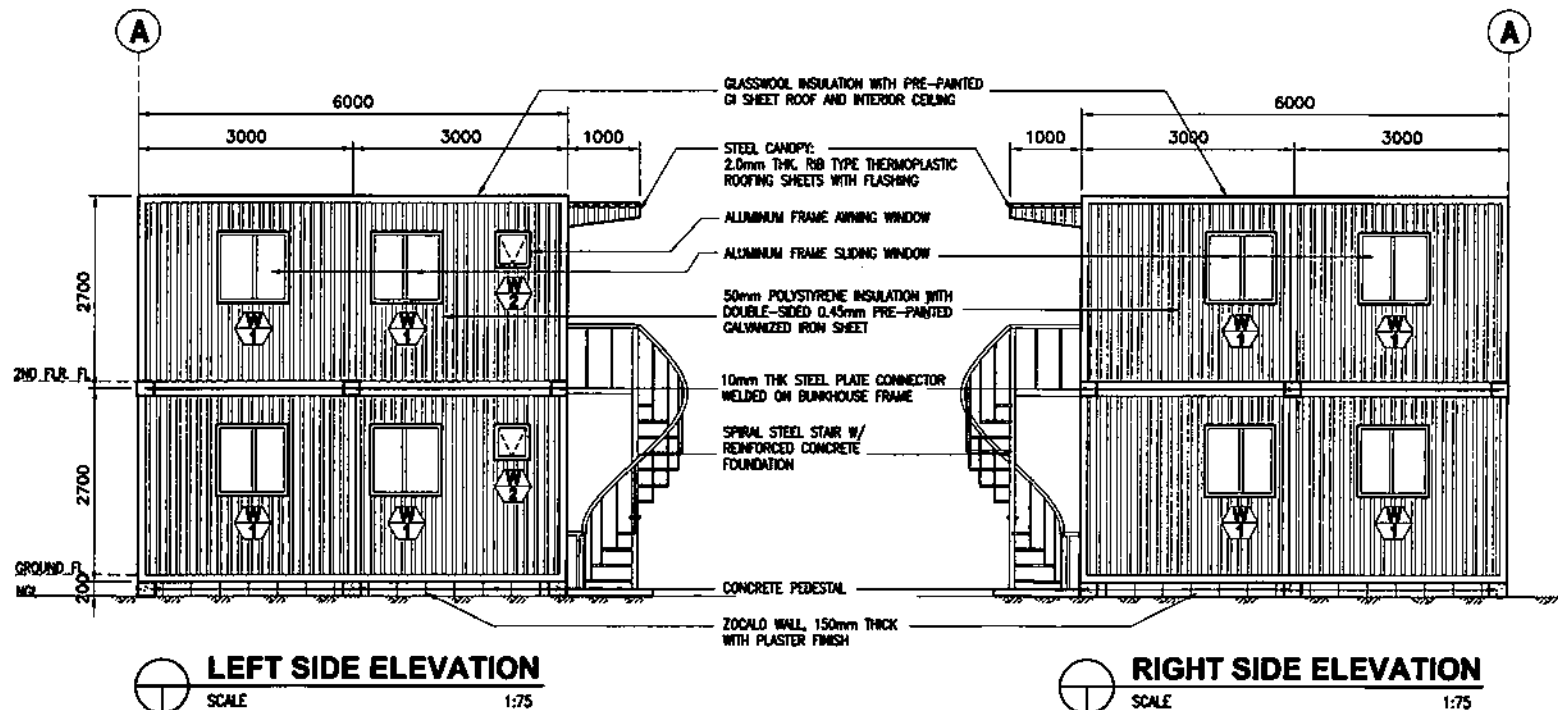 A
A
GLASSWOOL INSULATION WITH PRE-PAINTED
GI SHEET ROOF AND INTERIOR CEILING
6000
6000
3000
3000
1000
1000
3000
3000
STEEL CANOPY:
2.0mm THK. RIB TYPE THERMOPLASTIC
ROOFING SHEETS WITH FLASHING
ALUMINUM FRAME AWNING WINDOW
ALUMINUM FRAME SLIDING WINDOW
50mm POLYSTYRENE INSULATION WITH
DOUBLE-SIDED 0.45mm PRE-PAINTED
GALVANIZED IRON SHEET
2700
W
1
W
1
W
2
W
1
W
1
2ND FLR. FL
10mm THK STEEL PLATE CONNECTOR
WELDED ON BUNKHOUSE FRAME
SPIRAL STEEL STAIR W/
REINFORCED CONCRETE
FOUNDATION
2700
W
1
W
1
W
2
W
1
W
1
GROUND FL
NGL
200
CONCRETE PEDESTAL
ZOCALO WALL, 150mm THICK
WITH PLASTER FINISH
LEFT SIDE ELEVATION
SCALE 1:75
RIGHT SIDE ELEVATION
SCALE 1:75